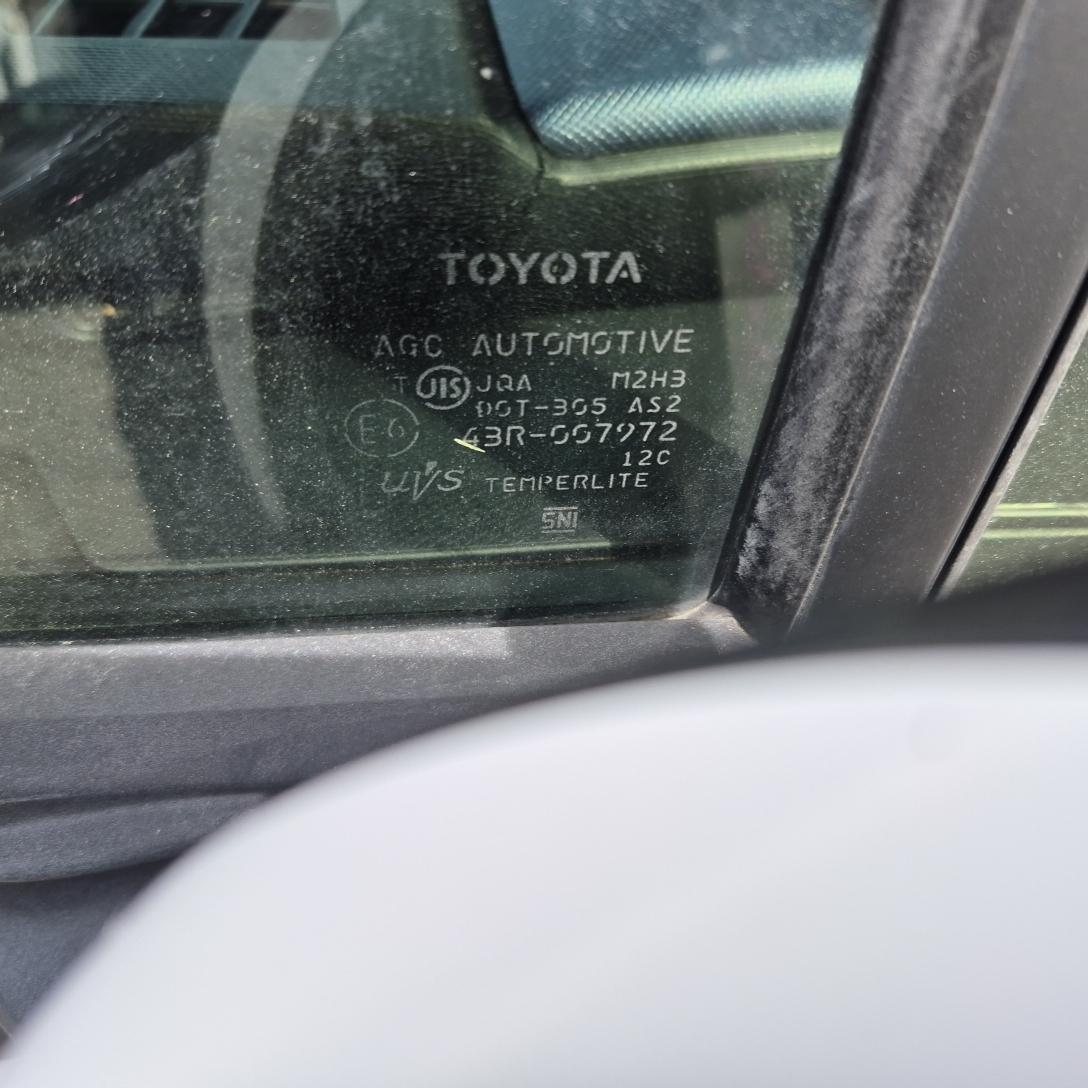 TOYOTA
AGC AUTOMOTIVE
T JIS JQA M2H3
DOT-305 AS2
E6 43R-007972
12C
UVS TEMPERLITE
SNI